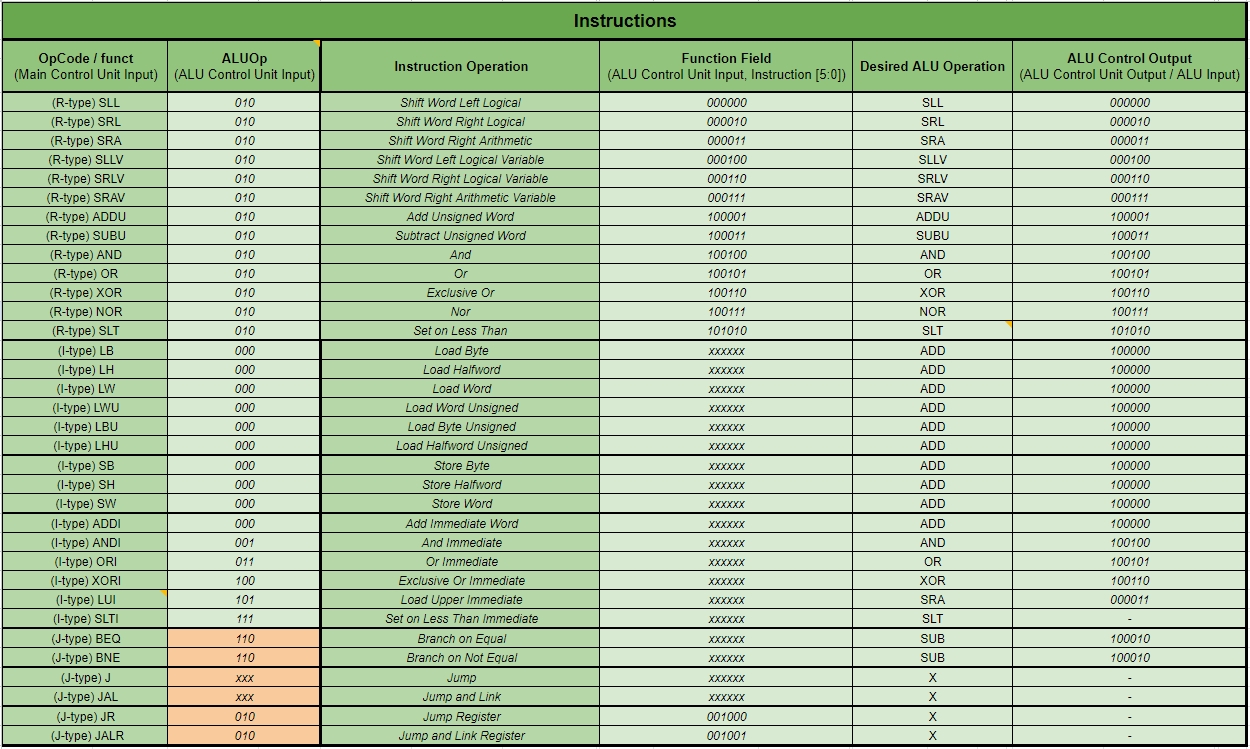 Instructions
OpCode / funct
(Main Control Unit Input)
ALUOp
(ALU Control Unit Input)
Instruction Operation
Function Field
(ALU Control Unit Input, Instruction [5:0])
Desired ALU Operation
ALU Control Output
(ALU Control Unit Output / ALU Input)
(R-type) SLL 010 Shift Word Left Logical 000000 SLL 000000
(R-type) SRL 010 Shift Word Right Logical 000010 SRL 000010
(R-type) SRA 010 Shift Word Right Arithmetic 000011 SRA 000011
(R-type) SLLV 010 Shift Word Left Logical Variable 000100 SLLV 000100
(R-type) SRLV 010 Shift Word Right Logical Variable 000110 SRLV 000110
(R-type) SRAV 010 Shift Word Right Arithmetic Variable 000111 SRAV 000111
(R-type) ADDU 010 Add Unsigned Word 100001 ADDU 100001
(R-type) SUBU 010 Subtract Unsigned Word 100011 SUBU 100011
(R-type) AND 010 And 100100 AND 100100
(R-type) OR 010 Or 100101 OR 100101
(R-type) XOR 010 Exclusive Or 100110 XOR 100110
(R-type) NOR 010 Nor 100111 NOR 100111
(R-type) SLT 010 Set on Less Than 101010 SLT 101010
(I-type) LB 000 Load Byte xxxxxx ADD 100000
(I-type) LH 000 Load Halfword xxxxxx ADD 100000
(I-type) LW 000 Load Word xxxxxx ADD 100000
(I-type) LWU 000 Load Word Unsigned xxxxxx ADD 100000
(I-type) LBU 000 Load Byte Unsigned xxxxxx ADD 100000
(I-type) LHU 000 Load Halfword Unsigned xxxxxx ADD 100000
(I-type) SB 000 Store Byte xxxxxx ADD 100000
(I-type) SH 000 Store Halfword xxxxxx ADD 100000
(I-type) SW 000 Store Word xxxxxx ADD 100000
(I-type) ADDI 000 Add Immediate Word xxxxxx ADD 100000
(I-type) ANDI 001 And Immediate xxxxxx AND 100100
(I-type) ORI 011 Or Immediate xxxxxx OR 100101
(I-type) XORI 100 Exclusive Or Immediate xxxxxx XOR 100110
(I-type) LUI 101 Load Upper Immediate xxxxxx SRA 000011
(I-type) SLTI 111 Set on Less Than Immediate xxxxxx SLT -
(J-type) BEQ 110 Branch on Equal xxxxxx SUB 100010
(J-type) BNE 110 Branch on Not Equal xxxxxx SUB 100010
(J-type) J xxx Jump xxxxxx X -
(J-type) JAL xxx Jump and Link xxxxxx X -
(J-type) JR 010 Jump Register 001000 X -
(J-type) JALR 010 Jump and Link Register 001001 X -